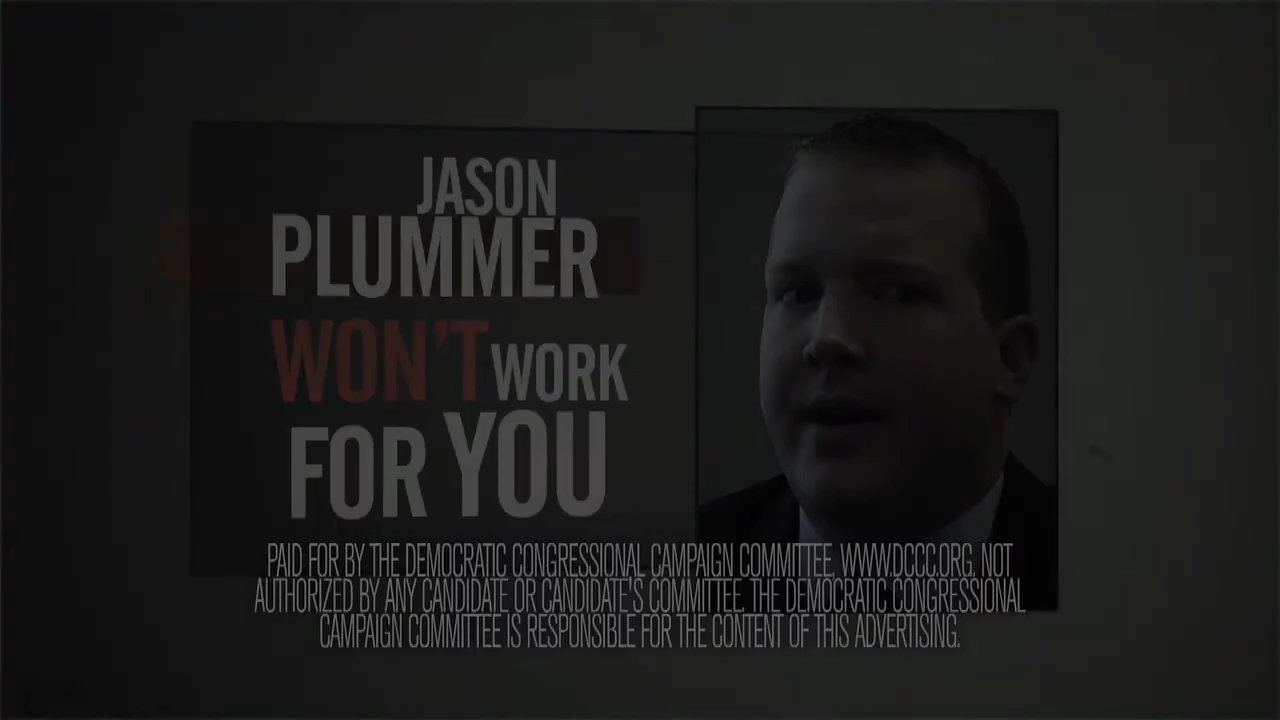 JASON
PLUMMER
WON'T WORK
FOR YOU
PAID FOR BY THE DEMOCRATIC CONGRESSIONAL CAMPAIGN COMMITTEE, WWW.DCCC.ORG. NOT
AUTHORIZED BY ANY CANDIDATE OR CANDIDATE'S COMMITTEE. THE DEMOCRATIC CONGRESSIONAL
CAMPAIGN COMMITTEE IS RESPONSIBLE FOR THE CONTENT OF THIS ADVERTISING.